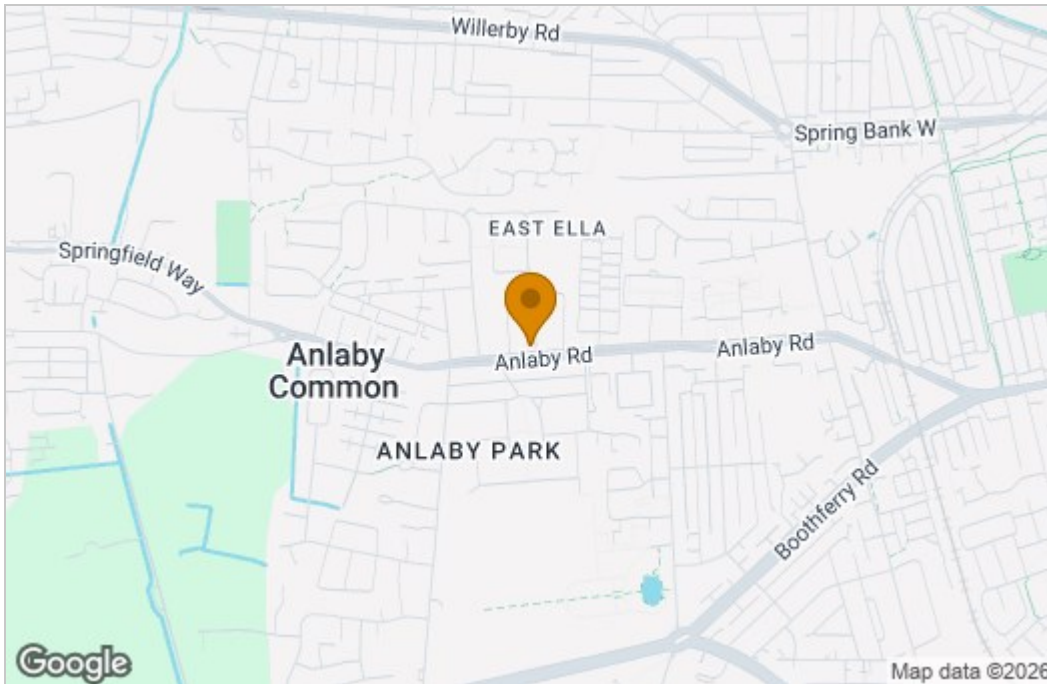 Willerby Rd
Spring Bank W
EAST ELLA
Springfield Way
Anlaby Rd
Anlaby Rd
Anlaby
Common
ANLABY PARK
Boothferry Rd
Google
Map data ©2026